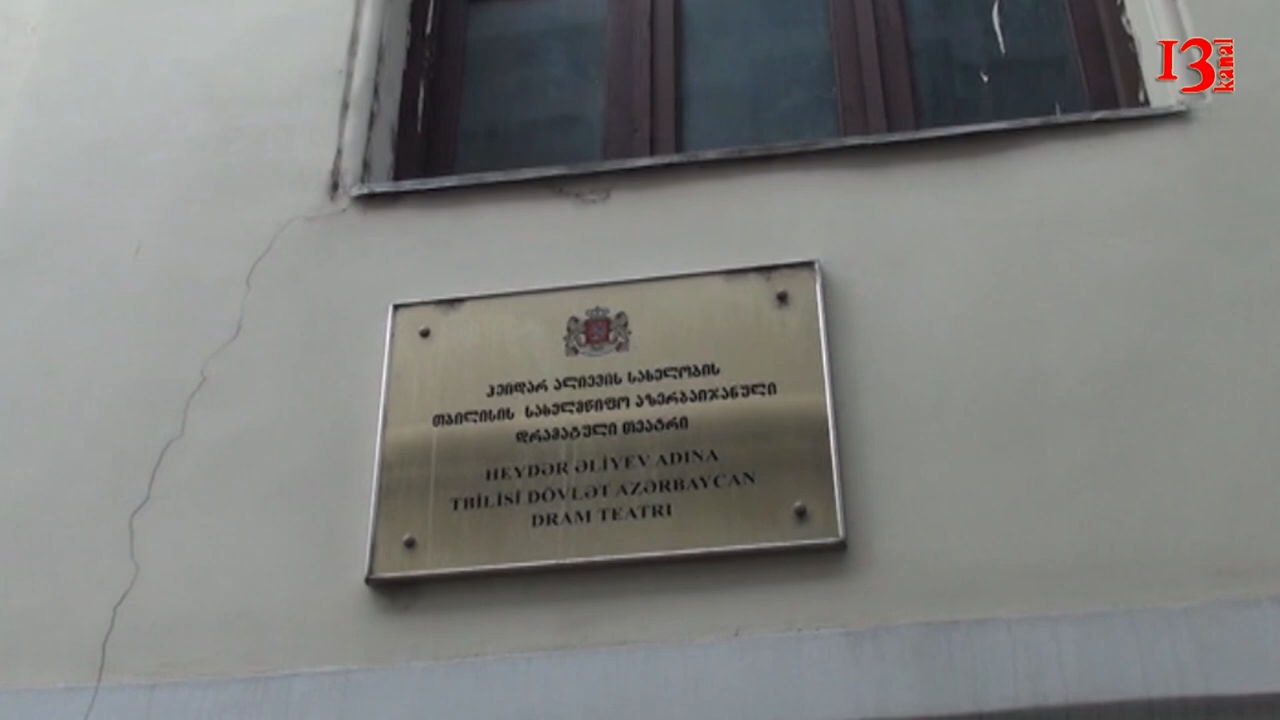 13 kanal
ჰეიდარ ალიევის სახელობის
თბილისის სახელმწიფო აზერბაიჯანული
დრამატული თეატრი
HEYDƏR ƏLİYEV ADINA
TBİLİSİ DÖVLƏT AZƏRBAYCAN
DRAM TEATRI